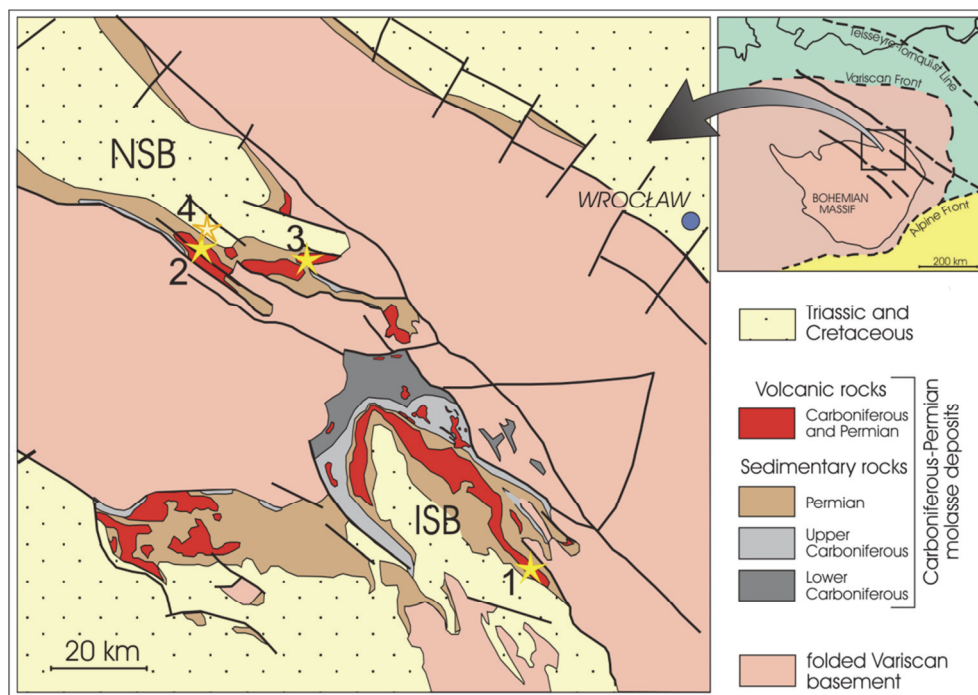 NSB
4
3
2
WROCŁAW
ISB
1
20 km
Teisseyre-Tornquist
Line
Variscan Front
BOHEMIAN
MASSIF
Alpine Front
200 km
Triassic and
Cretaceous
Volcanic rocks
Carboniferous
and Permian
Sedimentary rocks
Permian
Upper
Carboniferous
Lower
Carboniferous
Carboniferous-Permian
molasse deposits
folded Variscan
basement